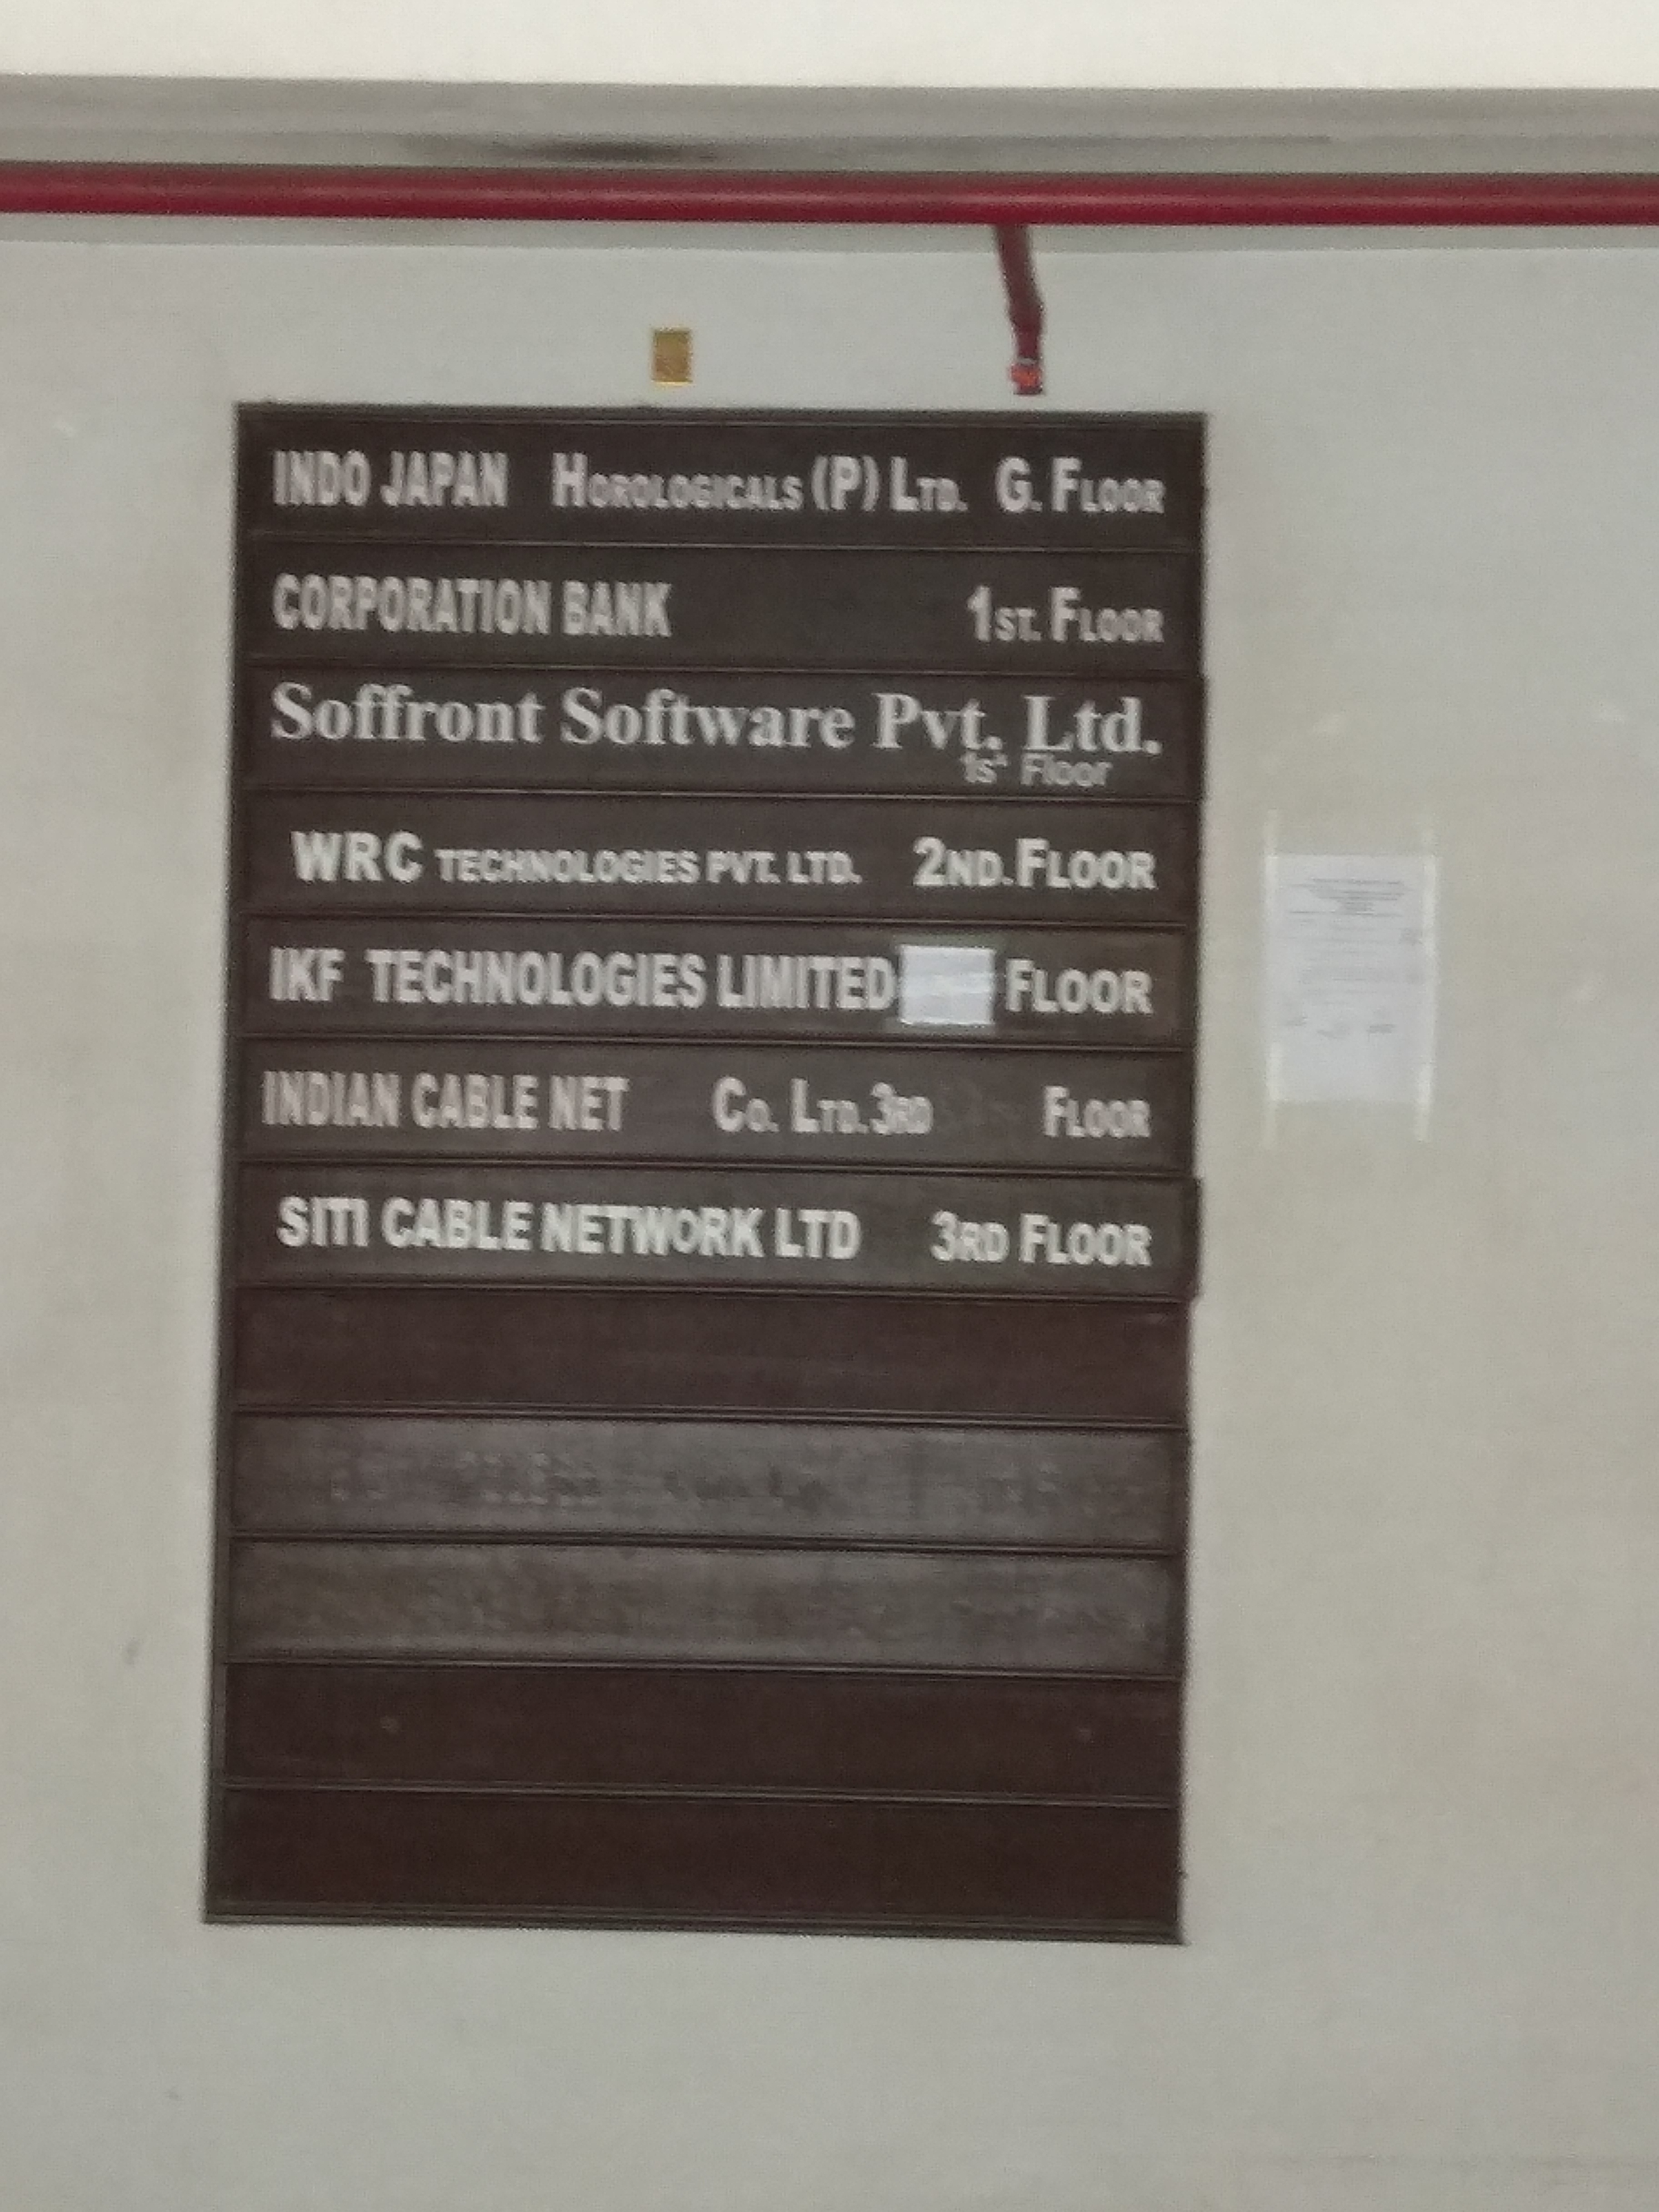 INDO JAPAN HOROLOGICALS (P) LTD. G. FLOOR
CORPORATION BANK 1ST. FLOOR
Soffront Software Pvt. Ltd.
1st Floor
WRC TECHNOLOGIES PVT. LTD. 2ND. FLOOR
IKF TECHNOLOGIES LIMITED FLOOR
INDIAN CABLE NET CO. LTD. 3RD FLOOR
SITI CABLE NETWORK LTD 3RD FLOOR